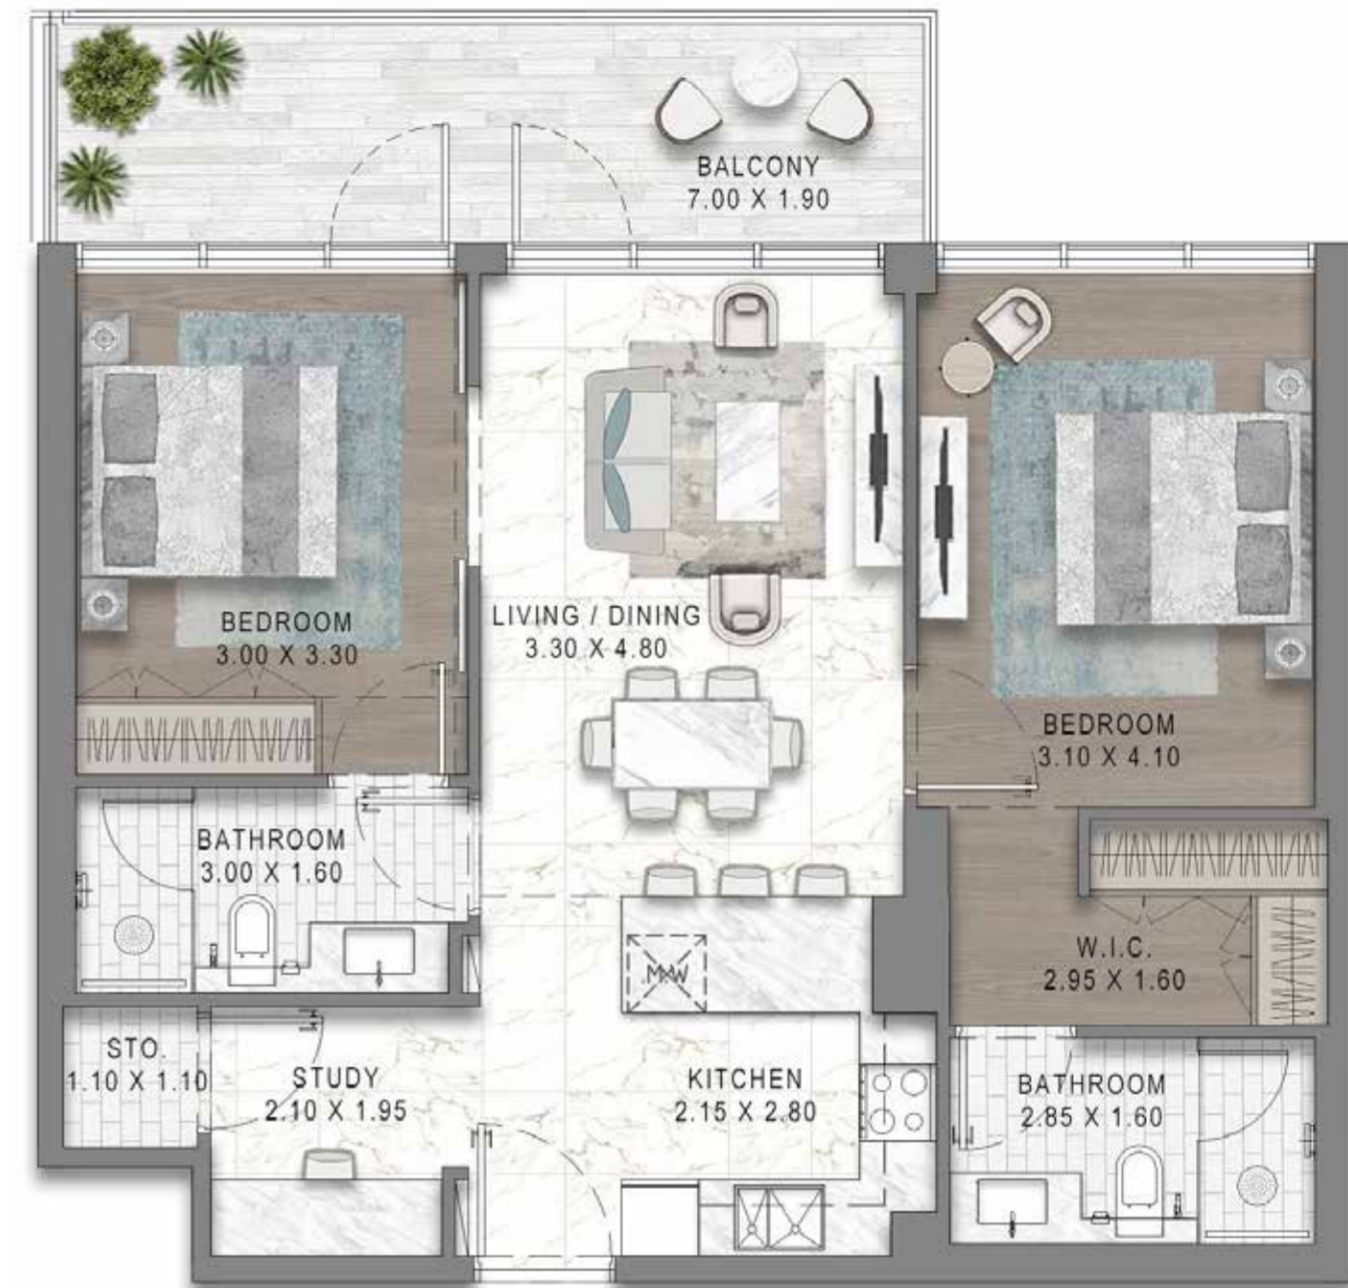 BALCONY
7.00 X 1.90
BEDROOM
3.00 X 3.30
LIVING / DINING
3.30 X 4.80
BEDROOM
3.10 X 4.10
BATHROOM
3.00 X 1.60
W.I.C.
2.95 X 1.60
M.W
STO.
1.10 X 1.10
STUDY
2.10 X 1.95
KITCHEN
2.15 X 2.80
BATHROOM
2.85 X 1.60